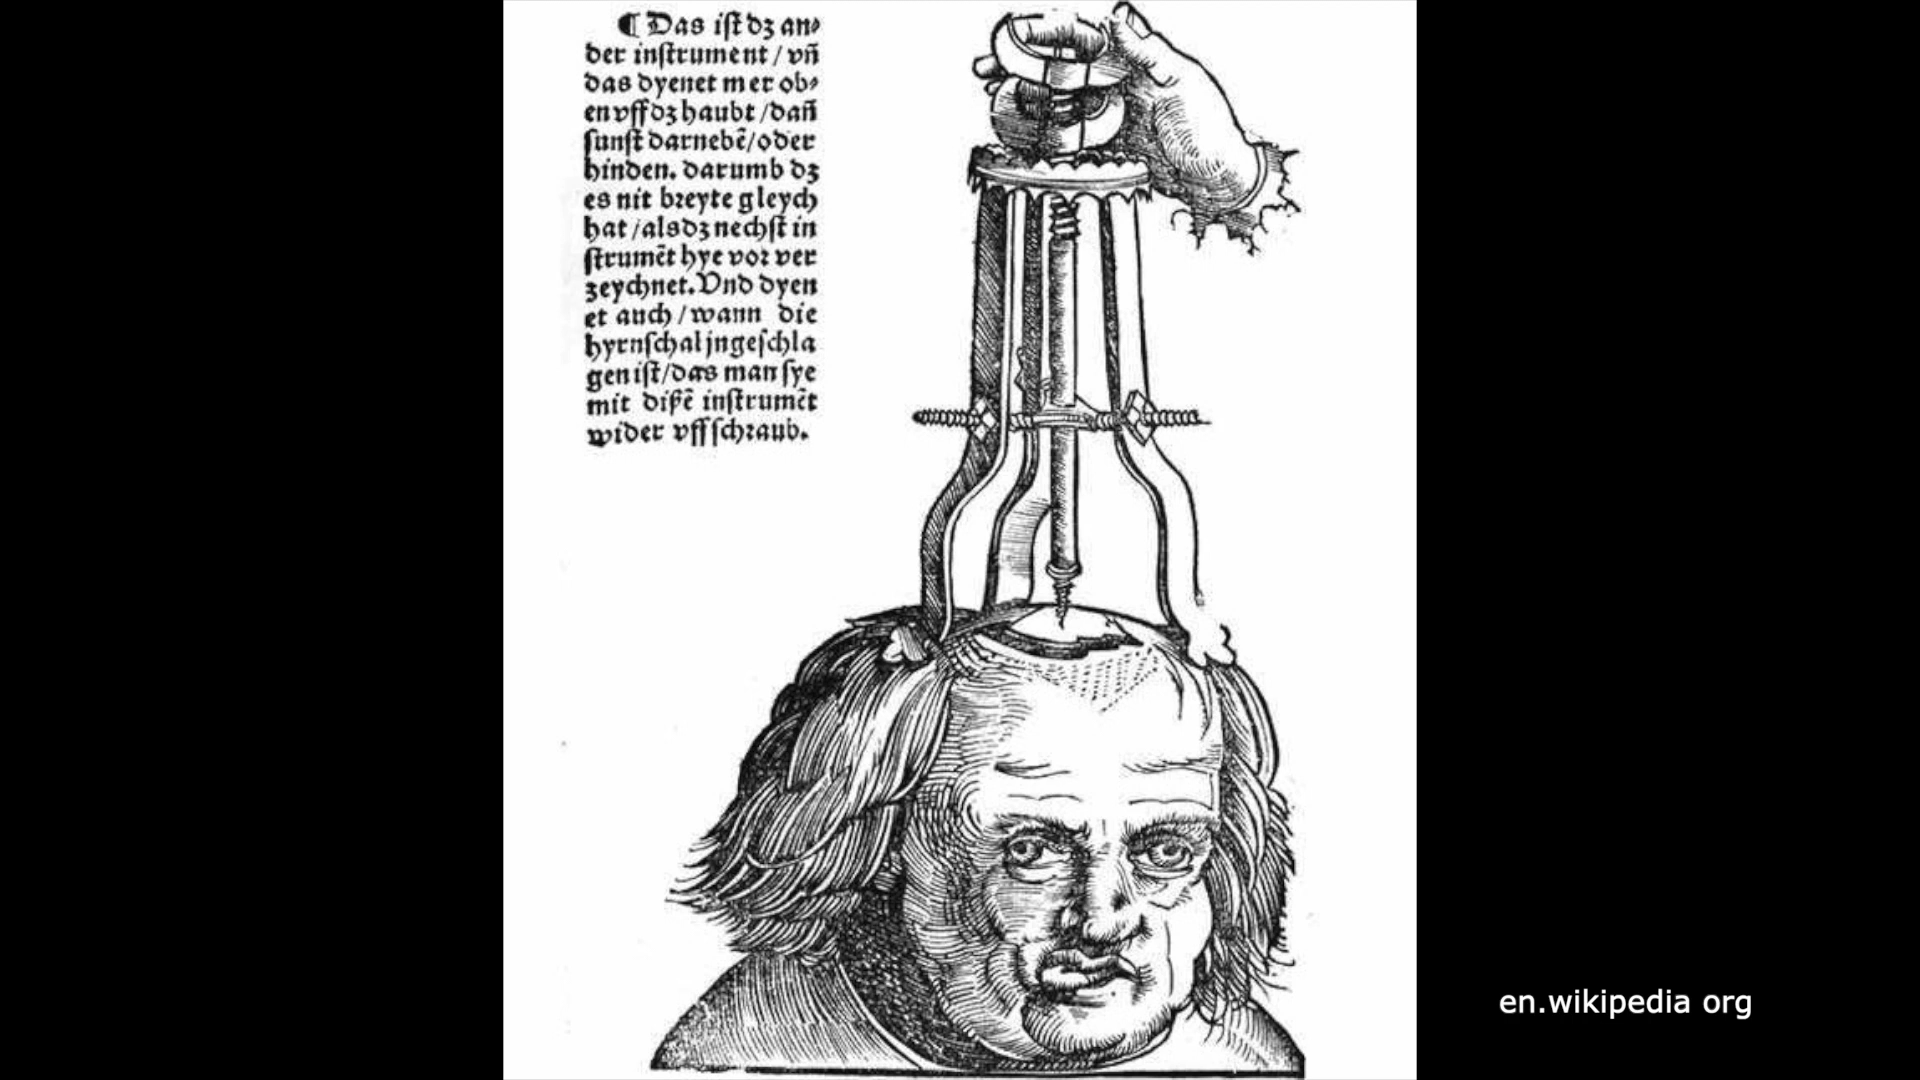 ¶ Das iſt dz an⸗
der inſtrument / vñ
das dyenet mer ob⸗
en vff dz haubt / dañ
ſunſt darnebẽ / oder
hinden. darumb dz
es nit breyte gleych
hat / als dz nechſt in
ſtrumẽt hye vor ver
zeychnet. Vnd dyen
et auch / wann die
hyrnſchal jngeſchla
gen iſt / das man ſye
mit diſẽ inſtrumẽt
wider vff ſchraub.
en.wikipedia org